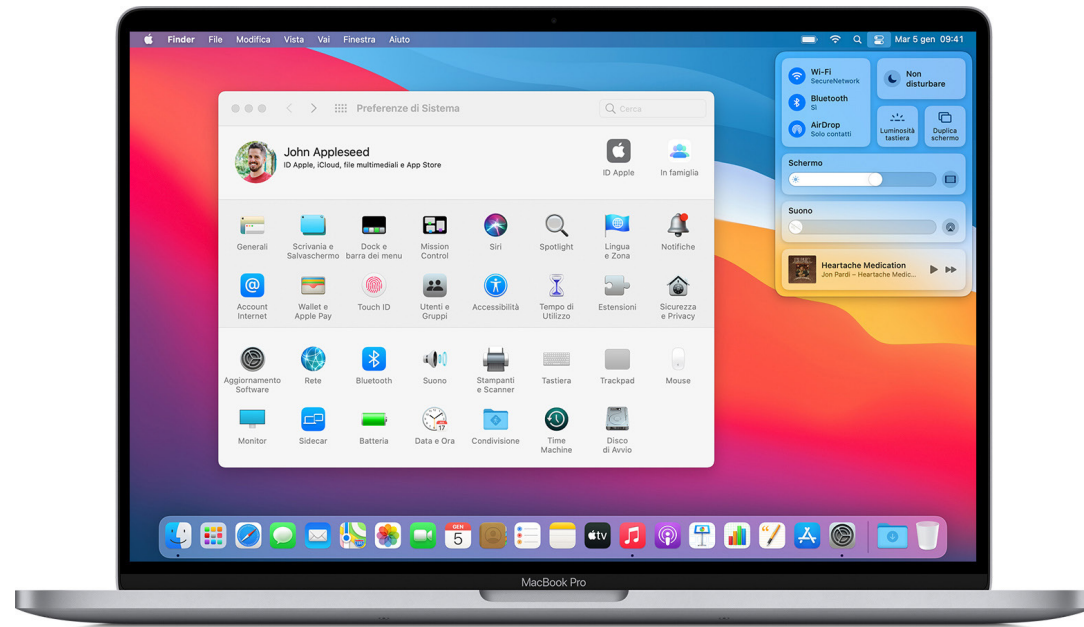 Finder File Modifica Vista Vai Finestra Aiuto
Mar 5 gen 09:41
Preferenze di Sistema
Cerca
John Appleseed
ID Apple, iCloud, file multimediali e App Store
ID Apple
In famiglia
Generali
Scrivania e
Salvaschermo
Dock e
barra dei menu
Mission
Control
Siri
Spotlight
Lingua
e Zona
Notifiche
Account
Internet
Wallet e
Apple Pay
Touch ID
Utenti e
Gruppi
Accessibilità
Tempo di
Utilizzo
Estensioni
Sicurezza
e Privacy
Aggiornamento
Software
Rete
Bluetooth
Suono
Stampanti
e Scanner
Tastiera
Trackpad
Mouse
Monitor
Sidecar
Batteria
17
Data e Ora
Condivisione
Time
Machine
Disco
di Avvio
Wi-Fi
SecureNetwork
Bluetooth
Sì
AirDrop
Solo contatti
Non
disturbare
Luminosità
tastiera
Duplica
schermo
Schermo
Suono
Heartache Medication
Jon Pardi – Heartache Medic...
GEN
5
tv
MacBook Pro